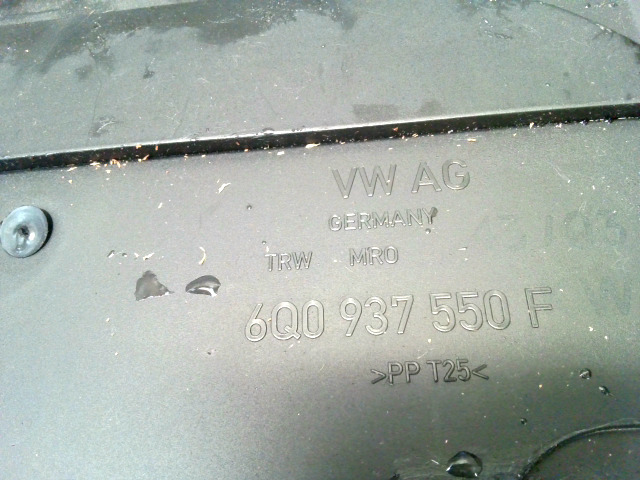 VW AG
GERMANY
TRW MRO
6Q0 937 550 F
>PP T25<